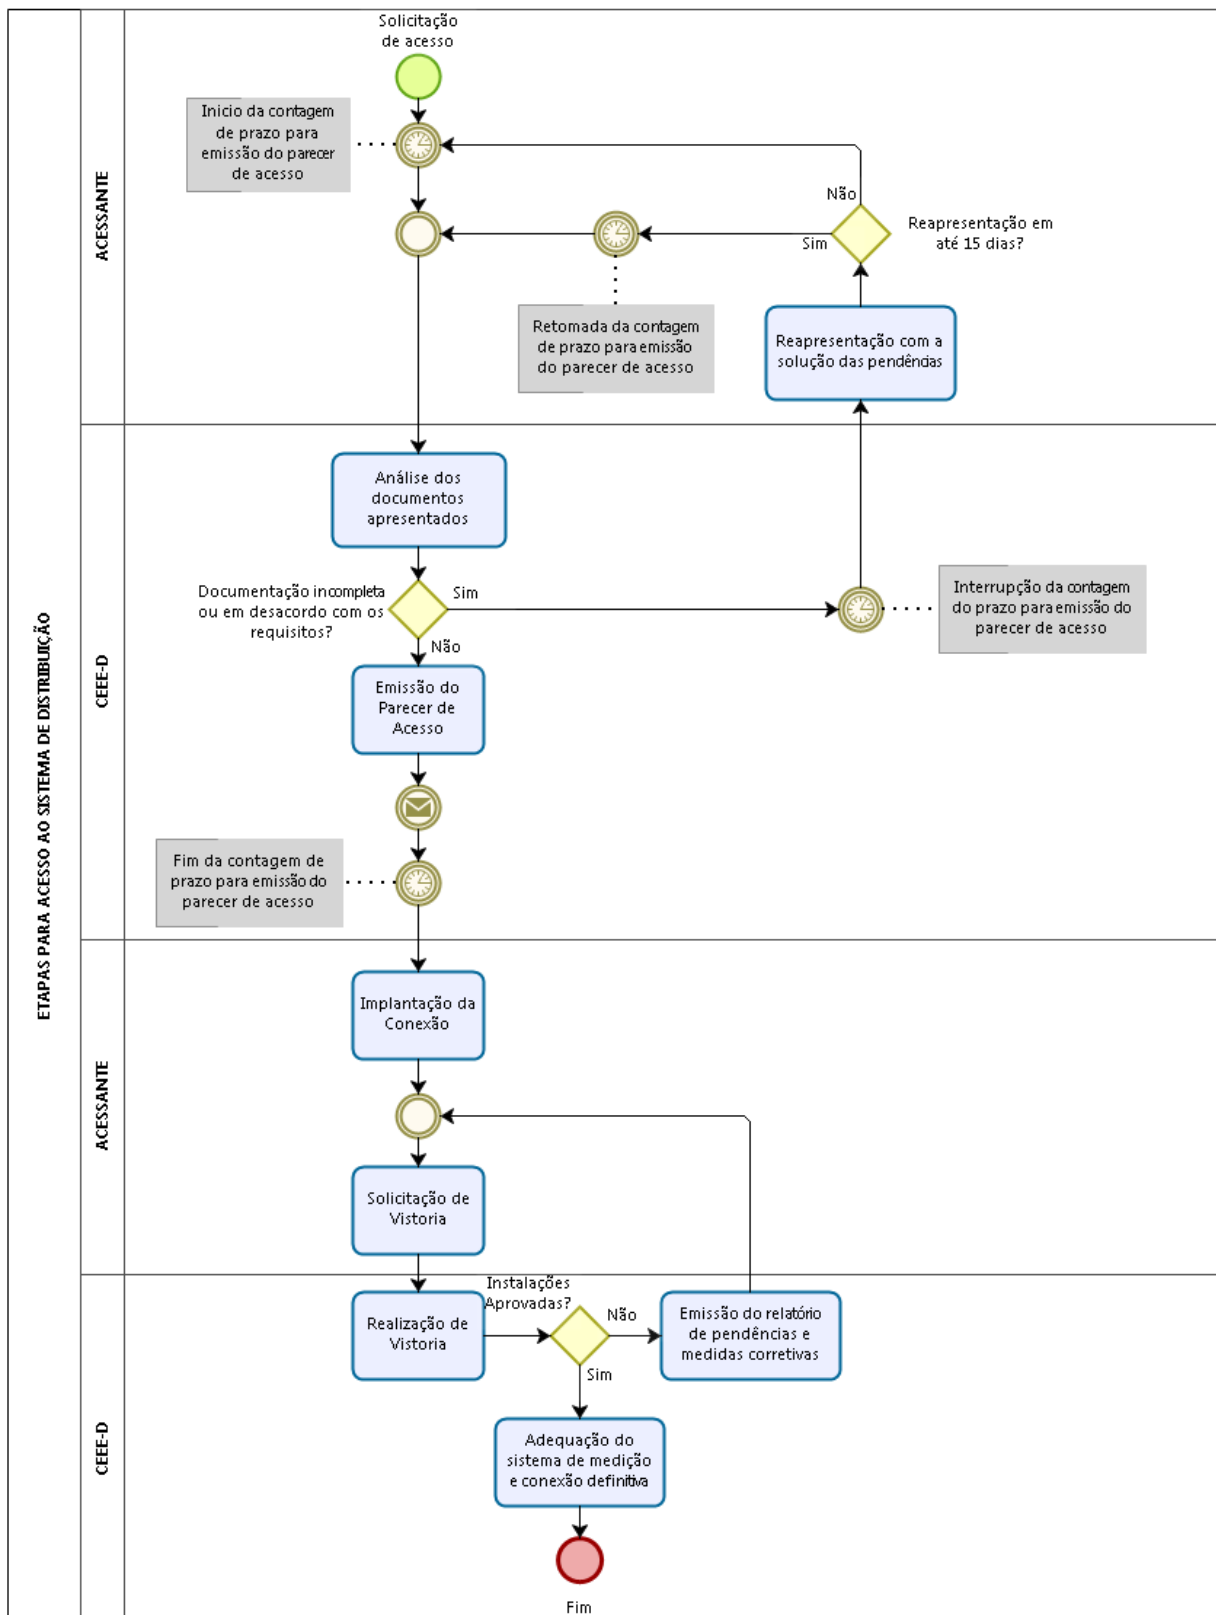 ETAPAS PARA ACESSO AO SISTEMA DE DISTRIBUIÇÃO
ACESSANTE
Solicitação
de acesso
Inicio da contagem
de prazo para
emissão do parecer
de acesso
Não
Sim
Reapresentação em
até 15 dias?
Retomada da contagem
de prazo para emissão
do parecer de acesso
Reapresentação com a
solução das pendências
CEEE-D
Análise dos
documentos
apresentados
Documentação incompleta
ou em desacordo com os
requisitos?
Sim
Não
Interrupção da contagem
do prazo para emissão do
parecer de acesso
Emissão do
Parecer de
Acesso
Fim da contagem de
prazo para emissão do
parecer de acesso
ACESSANTE
Implantação da
Conexão
Solicitação de
Vistoria
CEEE-D
Realização de
Vistoria
Instalações
Aprovadas?
Não
Sim
Emissão do relatório
de pendências e
medidas corretivas
Adequação do
sistema de medição
e conexão definitiva
Fim